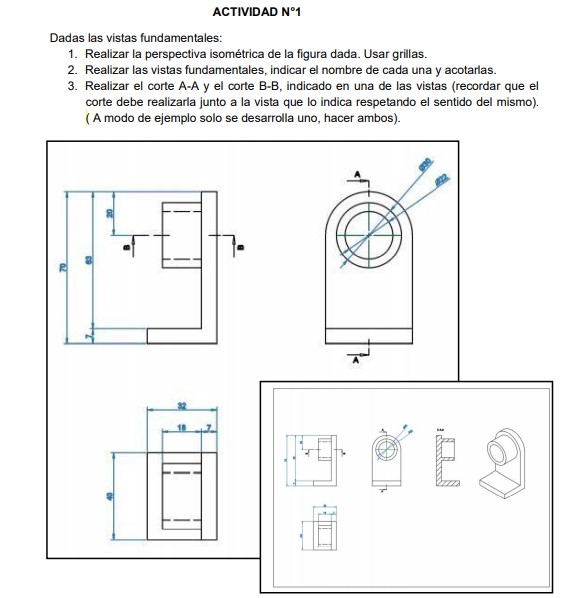 ACTIVIDAD N°1
Dadas las vistas fundamentales:
1. Realizar la perspectiva isométrica de la figura dada. Usar grillas.
2. Realizar las vistas fundamentales, indicar el nombre de cada una y acotarlas.
3. Realizar el corte A-A y el corte B-B, indicado en una de las vistas (recordar que el
corte debe realizarla junto a la vista que lo indica respetando el sentido del mismo).
( A modo de ejemplo solo se desarrolla uno, hacer ambos).
A
Ø30
Ø22
20
B
B
70
63
7
A
32
18
7
40